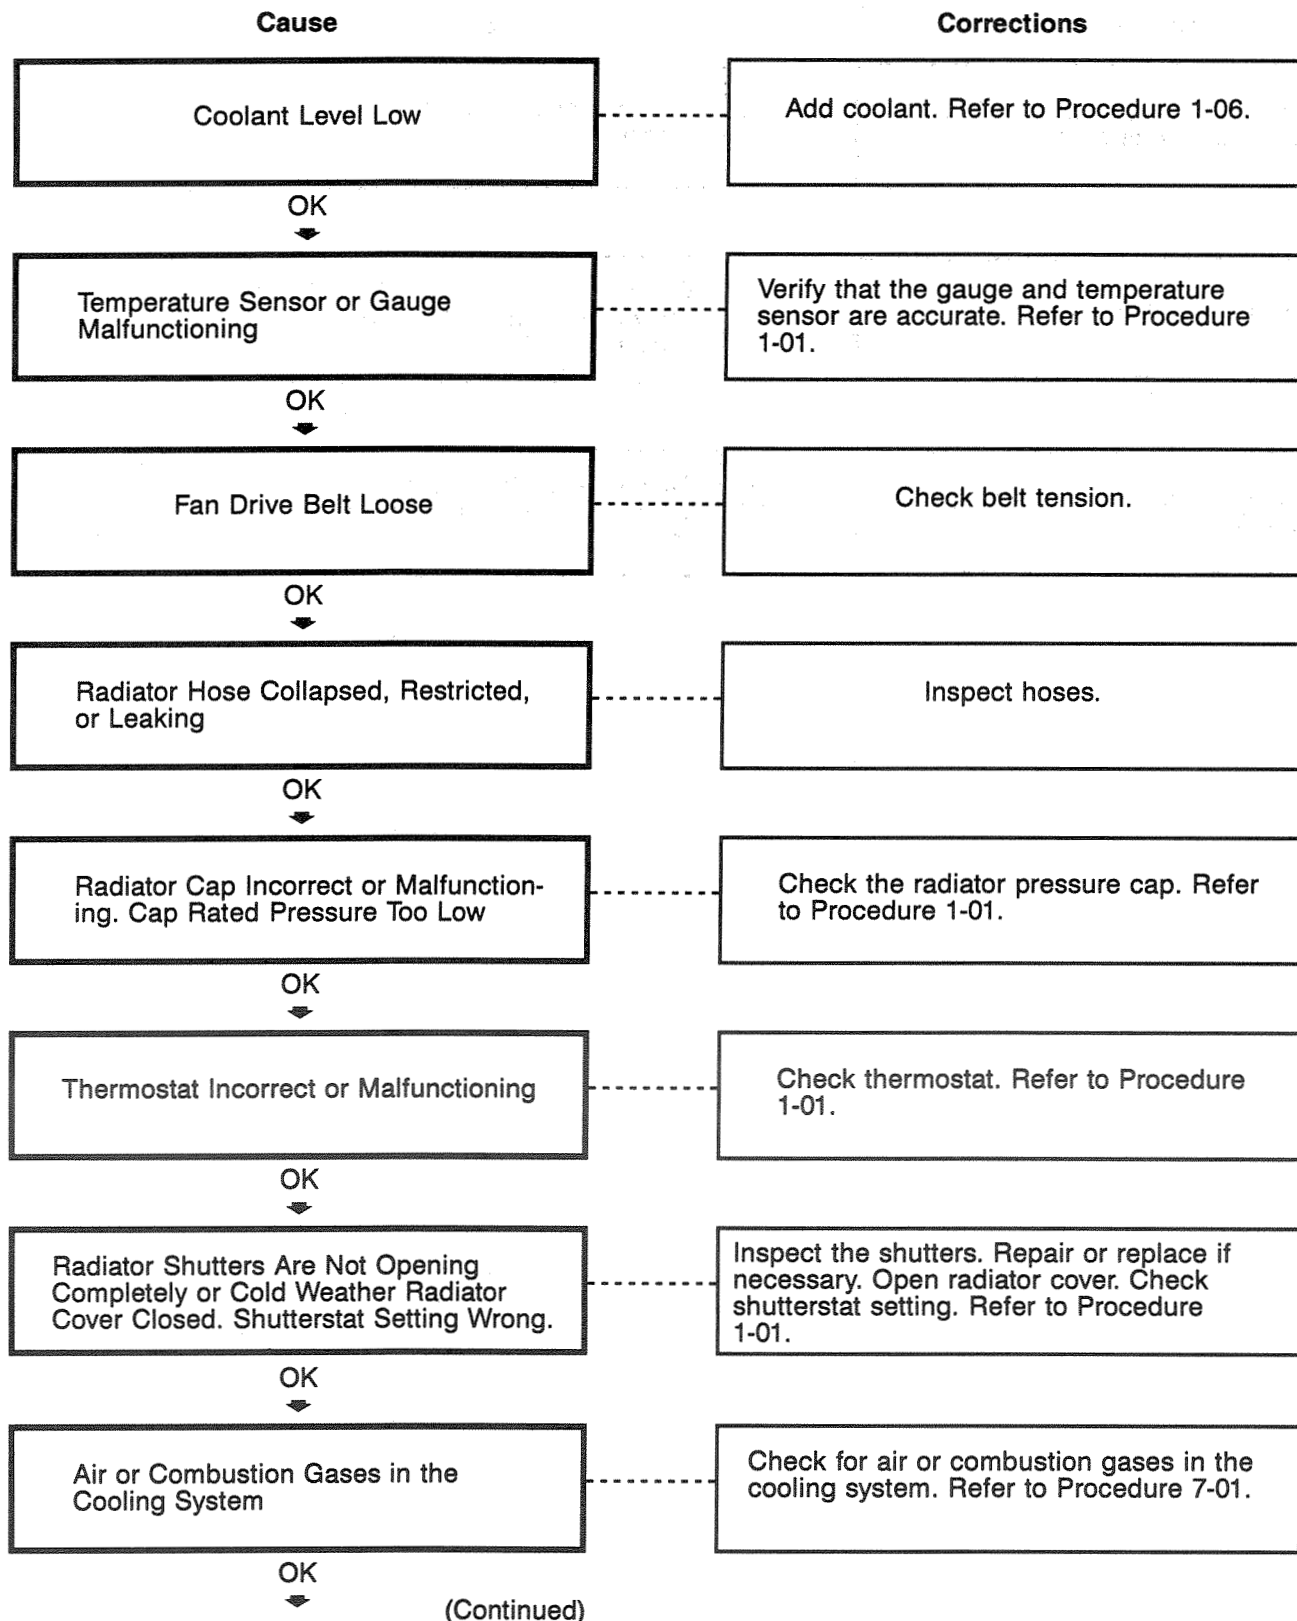 Cause
Corrections
Coolant Level Low
Add coolant. Refer to Procedure 1-06.
OK
Temperature Sensor or Gauge
Malfunctioning
Verify that the gauge and temperature
sensor are accurate. Refer to Procedure
1-01.
OK
Fan Drive Belt Loose
Check belt tension.
OK
Radiator Hose Collapsed, Restricted,
or Leaking
Inspect hoses.
OK
Radiator Cap Incorrect or Malfunction-
ing. Cap Rated Pressure Too Low
Check the radiator pressure cap. Refer
to Procedure 1-01.
OK
Thermostat Incorrect or Malfunctioning
Check thermostat. Refer to Procedure
1-01.
OK
Radiator Shutters Are Not Opening
Completely or Cold Weather Radiator
Cover Closed. Shutterstat Setting Wrong.
Inspect the shutters. Repair or replace if
necessary. Open radiator cover. Check
shutterstat setting. Refer to Procedure
1-01.
OK
Air or Combustion Gases in the
Cooling System
Check for air or combustion gases in the
cooling system. Refer to Procedure 7-01.
OK
(Continued)